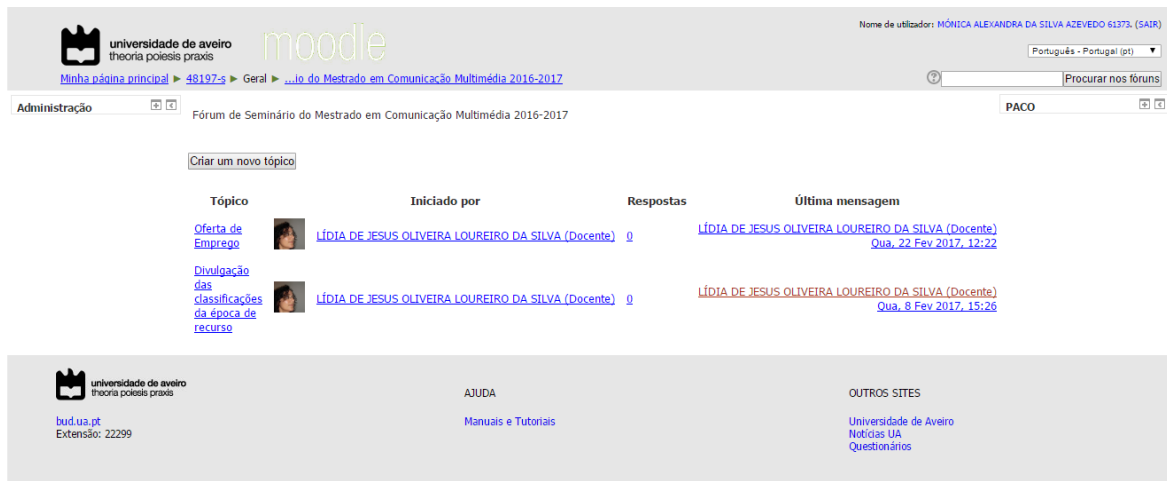 Nome de utilizador: MÓNICA ALEXANDRA DA SILVA AZEVEDO 61373. (SAIR)
universidade de aveiro
theoria poiesis praxis
moodle
Português - Portugal (pt)
Minha página principal ► 48197-s ► Geral ► ...io do Mestrado em Comunicação Multimédia 2016-2017
Procurar nos fóruns
Administração
PACO
Fórum de Seminário do Mestrado em Comunicação Multimédia 2016-2017
Criar um novo tópico
Tópico Iniciado por Respostas Última mensagem
Oferta de
Emprego
LÍDIA DE JESUS OLIVEIRA LOUREIRO DA SILVA (Docente) 0
LÍDIA DE JESUS OLIVEIRA LOUREIRO DA SILVA (Docente)
Qua, 22 Fev 2017, 12:22
Divulgação
das
classificações
da época de
recurso
LÍDIA DE JESUS OLIVEIRA LOUREIRO DA SILVA (Docente) 0
LÍDIA DE JESUS OLIVEIRA LOUREIRO DA SILVA (Docente)
Qua, 8 Fev 2017, 15:26
universidade de aveiro
theoria poiesis praxis
bud.ua.pt
Extensão: 22299
AJUDA
Manuais e Tutoriais
OUTROS SITES
Universidade de Aveiro
Notícias UA
Questionários